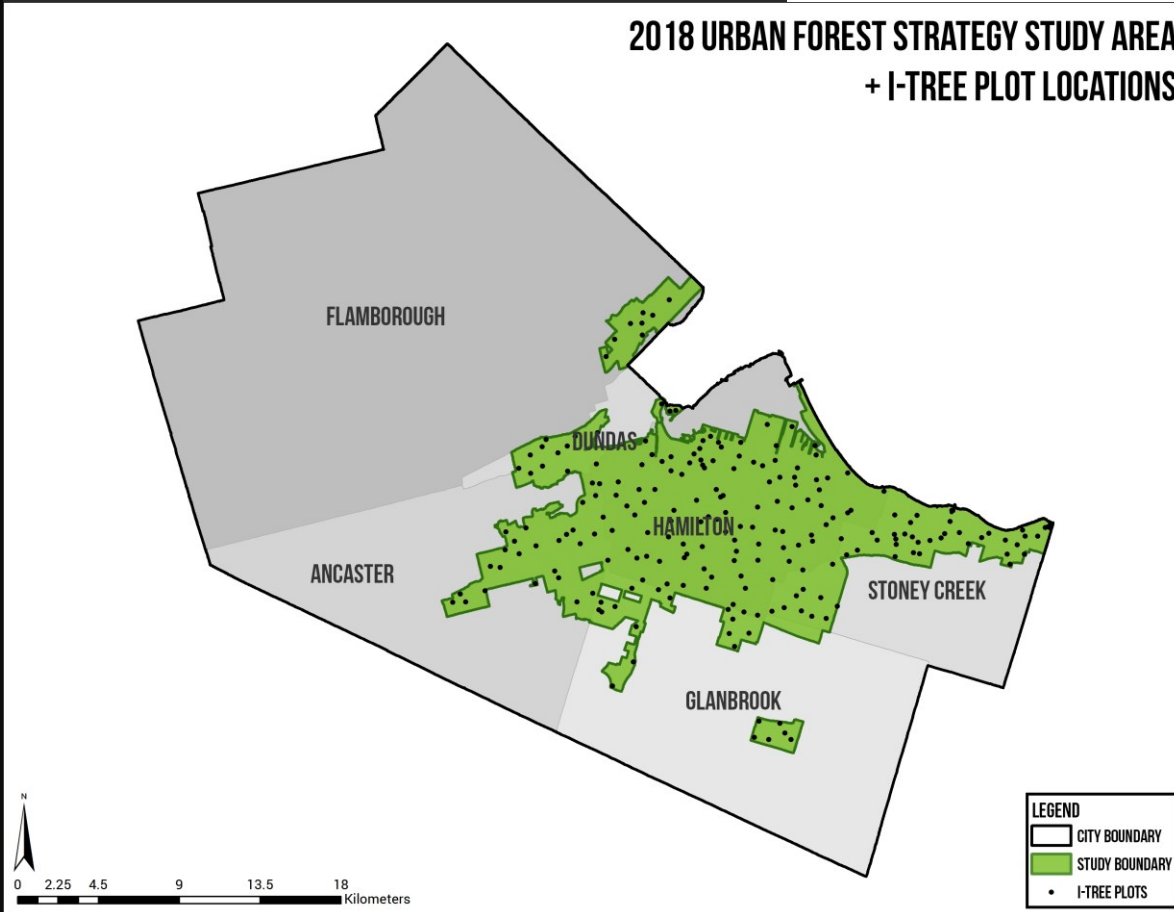 2018 URBAN FOREST STRATEGY STUDY AREA
+ I-TREE PLOT LOCATIONS
FLAMBOROUGH
DUNDAS
HAMILTON
ANCASTER
STONEY CREEK
GLANBROOK
N
0 2.25 4.5 9 13.5 18
Kilometers
LEGEND
CITY BOUNDARY
STUDY BOUNDARY
I-TREE PLOTS